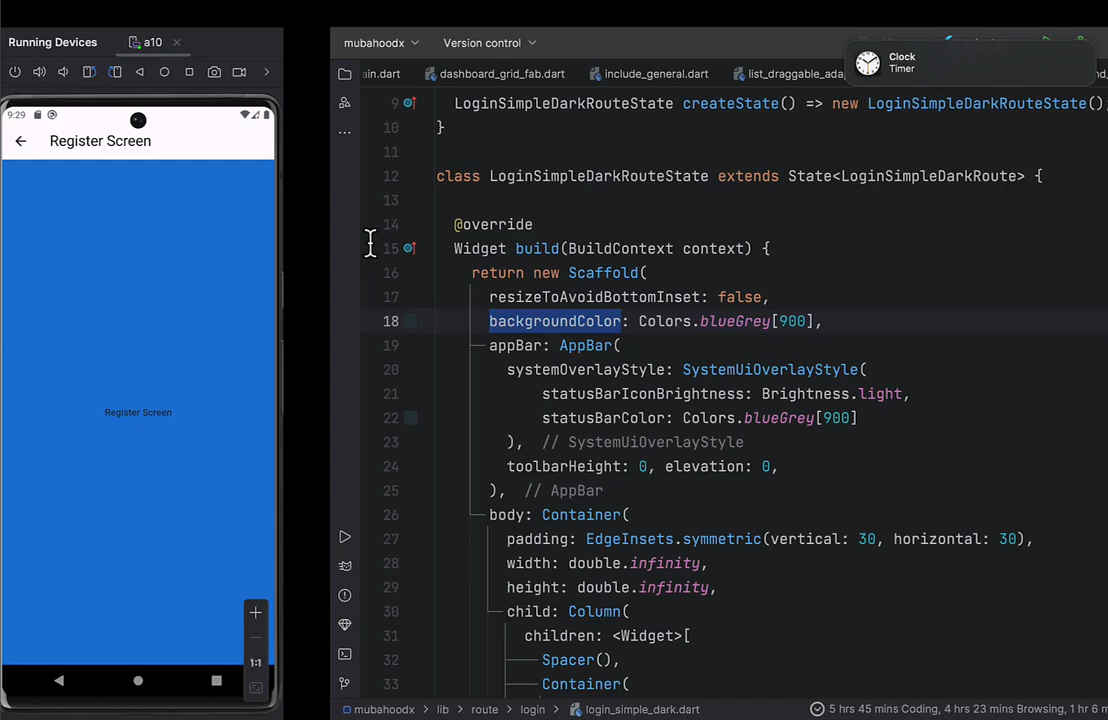 Running Devices
a10
9:29
Register Screen
Register Screen
1:1
mubahoodx
Version control
Clock
Timer
ain.dart
dashboard_grid_fab.dart
include_general.dart
list_draggable_ada
9
LoginSimpleDarkRouteState createState() => new LoginSimpleDarkRouteState()
10 }
11
12 class LoginSimpleDarkRouteState extends State<LoginSimpleDarkRoute> {
13
14 @override
15 Widget build(BuildContext context) {
16 return new Scaffold(
17 resizeToAvoidBottomInset: false,
18 backgroundColor: Colors.blueGrey[900],
19 appBar: AppBar(
20 systemOverlayStyle: SystemUiOverlayStyle(
21 statusBarIconBrightness: Brightness.light,
22 statusBarColor: Colors.blueGrey[900]
23 ), // SystemUiOverlayStyle
24 toolbarHeight: 0, elevation: 0,
25 ), // AppBar
26 body: Container(
27 padding: EdgeInsets.symmetric(vertical: 30, horizontal: 30),
28 width: double.infinity,
29 height: double.infinity,
30 child: Column(
31 children: <Widget>[
32 Spacer(),
33 Container(
mubahoodx > lib > route > login > login_simple_dark.dart
5 hrs 45 mins Coding, 4 hrs 23 mins Browsing, 1 hr 6